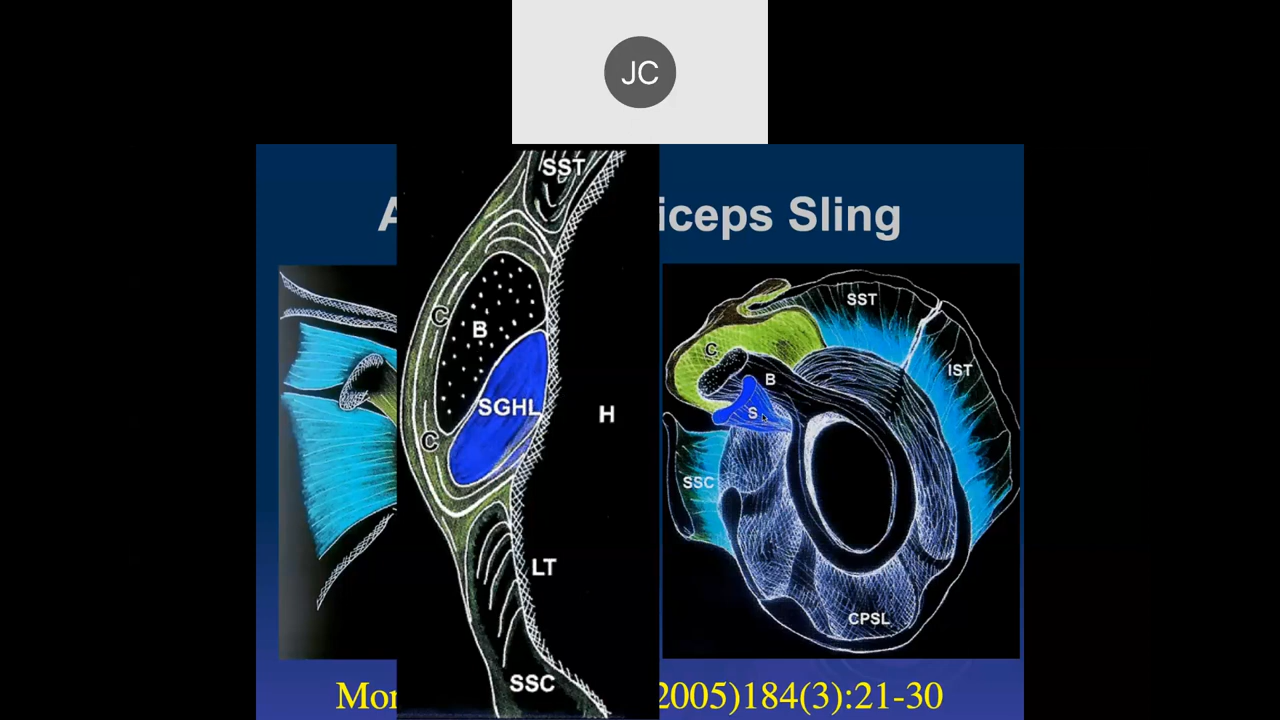 JC
A
iceps Sling
SST
C
B
SGHL
C
H
LT
SSC
SST
IST
C
B
S
SSC
CPSL
Mor
2005)184(3):21-30